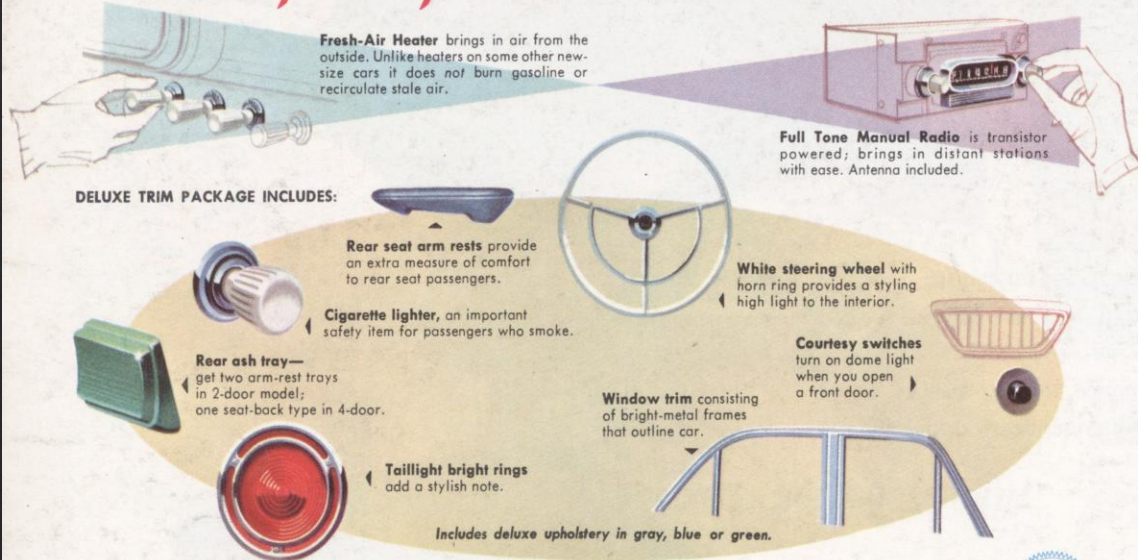 Fresh-Air Heater brings in air from the
outside. Unlike heaters on some other new-
size cars it does not burn gasoline or
recirculate stale air.
Full Tone Manual Radio is transistor
powered; brings in distant stations
with ease. Antenna included.
DELUXE TRIM PACKAGE INCLUDES:
Rear seat arm rests provide
an extra measure of comfort
to rear seat passengers.
White steering wheel with
horn ring provides a styling
high light to the interior.
Cigarette lighter, an important
safety item for passengers who smoke.
Courtesy switches
turn on dome light
when you open
a front door.
Rear ash tray—
get two arm-rest trays
in 2-door model;
one seat-back type in 4-door.
Window trim consisting
of bright-metal frames
that outline car.
Taillight bright rings
add a stylish note.
Includes deluxe upholstery in gray, blue or green.